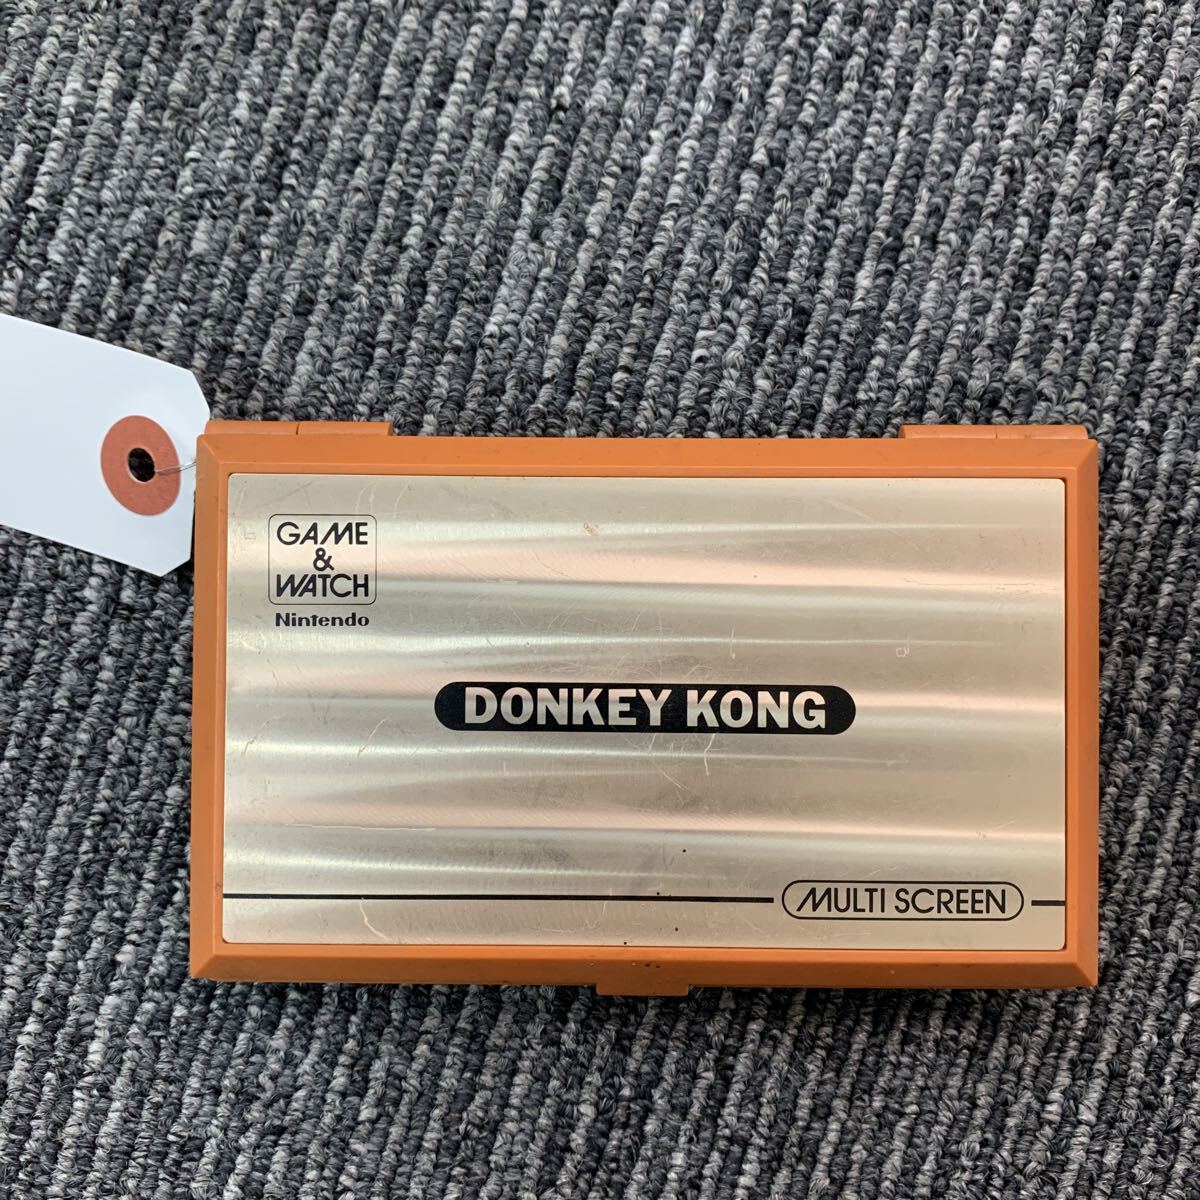 GAME
&
WATCH
Nintendo
DONKEY KONG
MULTI SCREEN